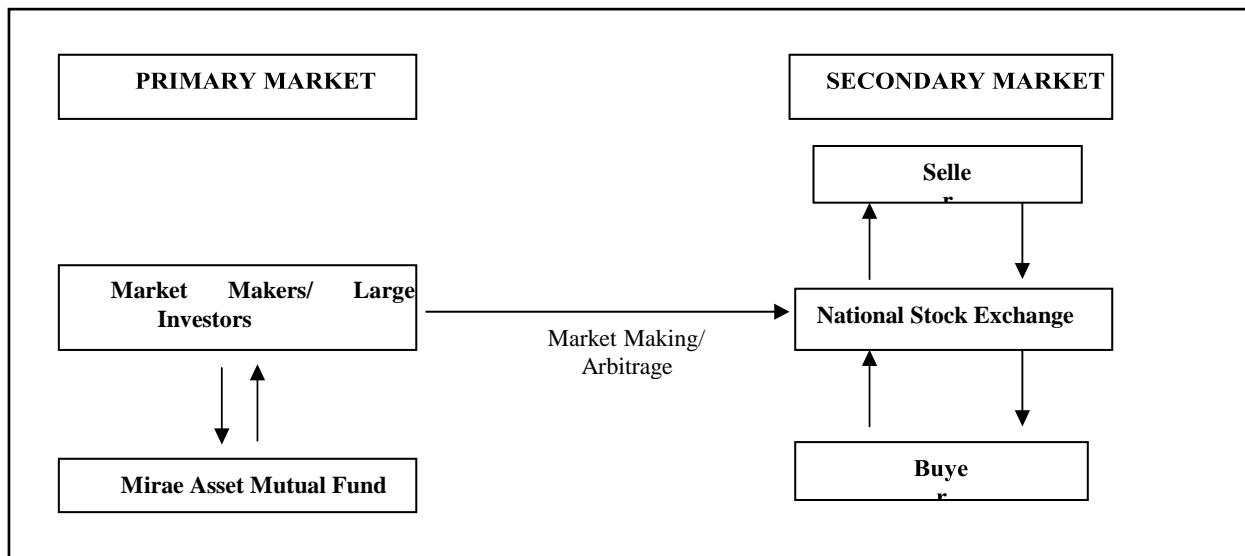 PRIMARY MARKET
SECONDARY MARKET
Selle
r
Market Makers/ Large
Investors
National Stock Exchange
Market Making/
Arbitrage
Mirae Asset Mutual Fund
Buye
r